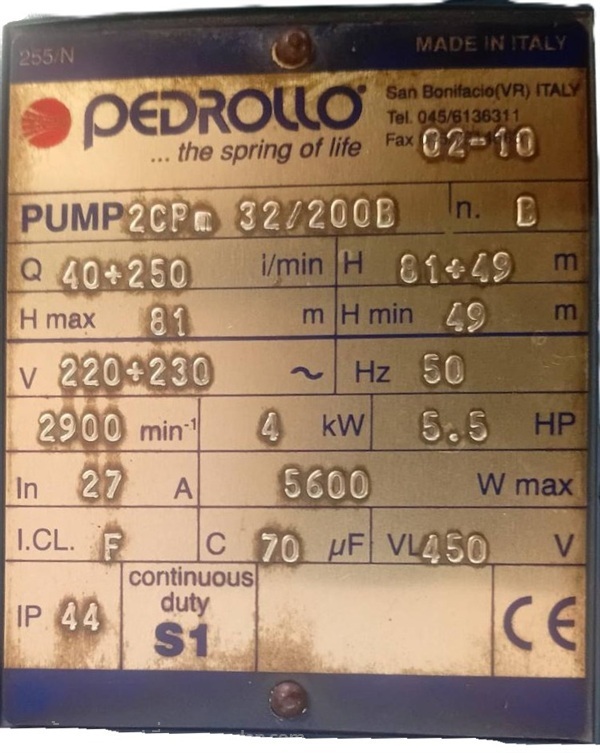 255/N MADE IN ITALY
PEDROLLO
... the spring of life
San Bonifacio(VR) ITALY
Tel. 045/6136311
Fax
02-10
PUMP 2CPm 32/200B n. B
Q 40÷250 l/min H 81÷49 m
H max 81 m H min 49 m
V 220÷230 ~ Hz 50
2900 min⁻¹ 4 kW 5.5 HP
In 27 A 5600 W max
I.CL. F C 70 µF VL 450 V
IP 44 continuous
duty
S1 CE